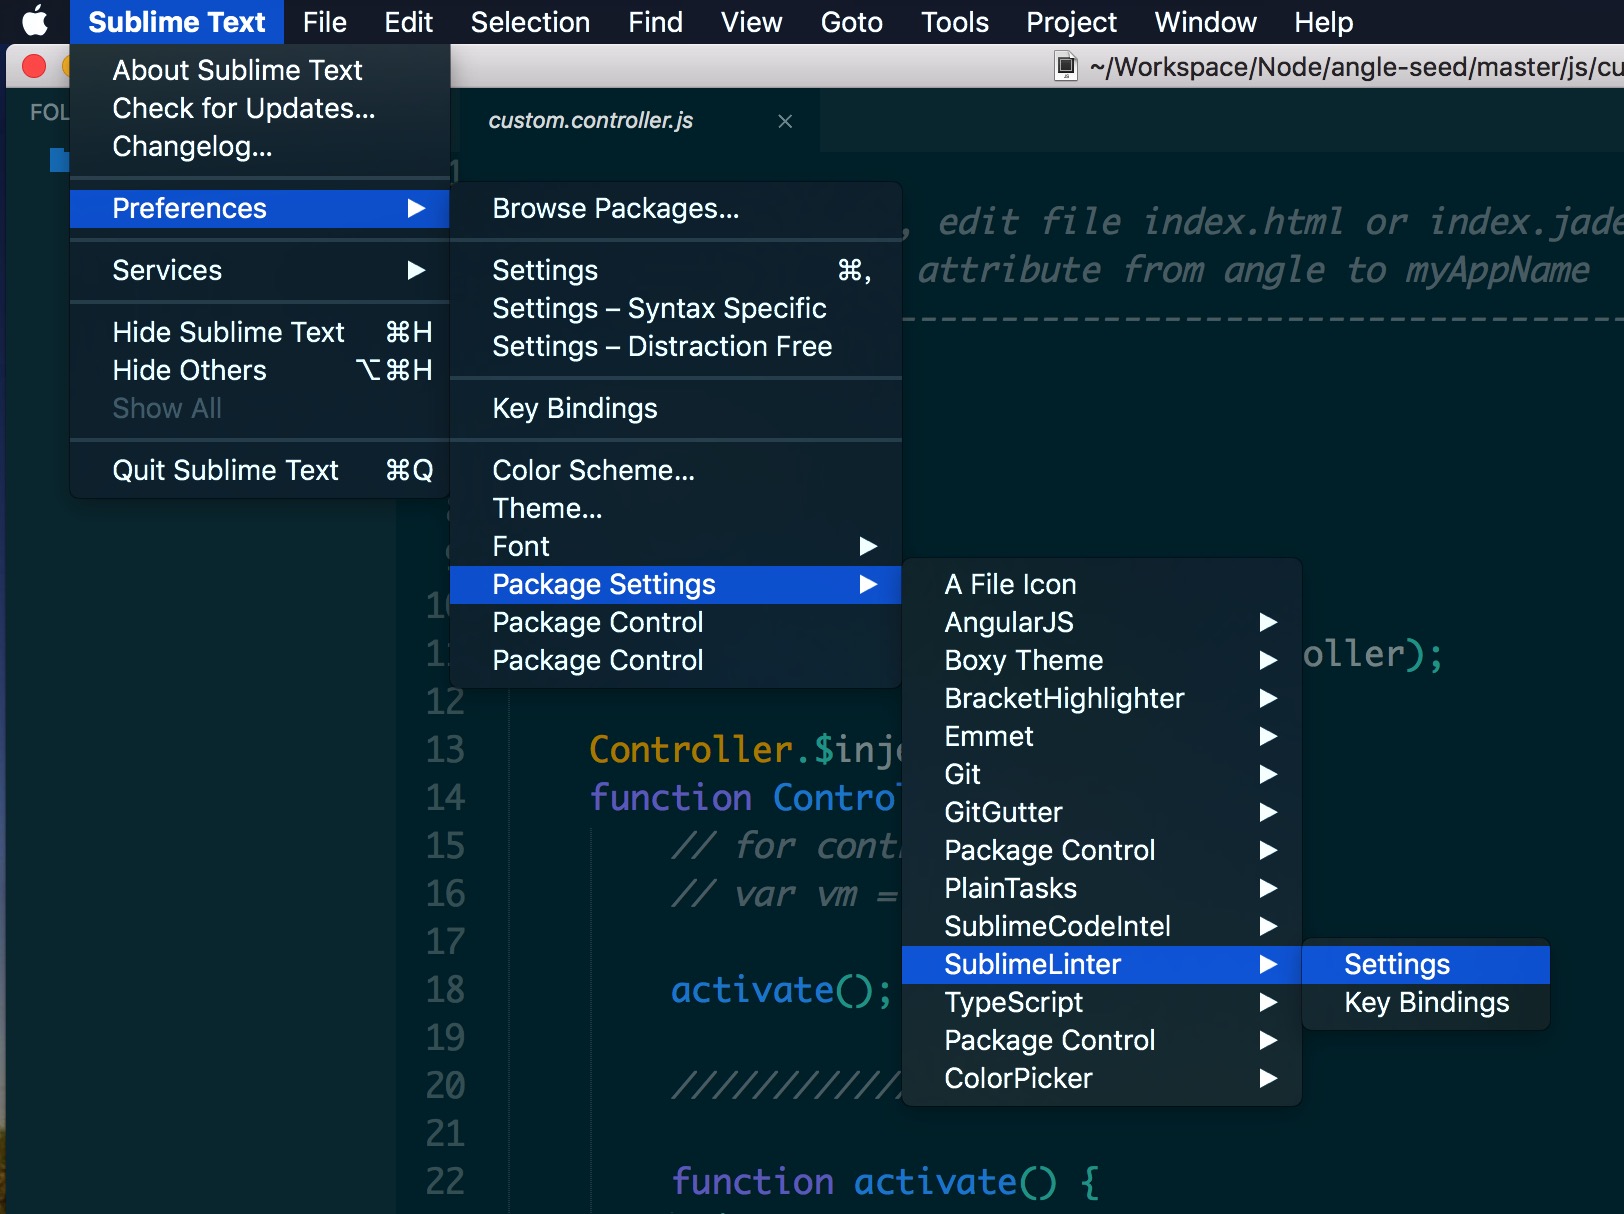 Sublime Text File Edit Selection Find View Goto Tools Project Window Help
~/Workspace/Node/angle-seed/master/js/cu
About Sublime Text
Check for Updates...
Changelog...
Preferences
Services
Hide Sublime Text ⌘H
Hide Others ⌥⌘H
Show All
Quit Sublime Text ⌘Q
FOL
custom.controller.js ×
Browse Packages...
Settings ⌘,
Settings – Syntax Specific
Settings – Distraction Free
Key Bindings
Color Scheme...
Theme...
Font
Package Settings
Package Control
Package Control
A File Icon
AngularJS
Boxy Theme
BracketHighlighter
Emmet
Git
GitGutter
Package Control
PlainTasks
SublimeCodeIntel
SublimeLinter
TypeScript
Package Control
ColorPicker
Settings
Key Bindings
1
, edit file index.html or index.jade
attribute from angle to myAppName
------------------------------------
10
11 oller);
12
13 Controller.$inje
14 function Control
15 // for cont
16 // var vm =
17
18 activate();
19
20 ////////////
21
22 function activate() {